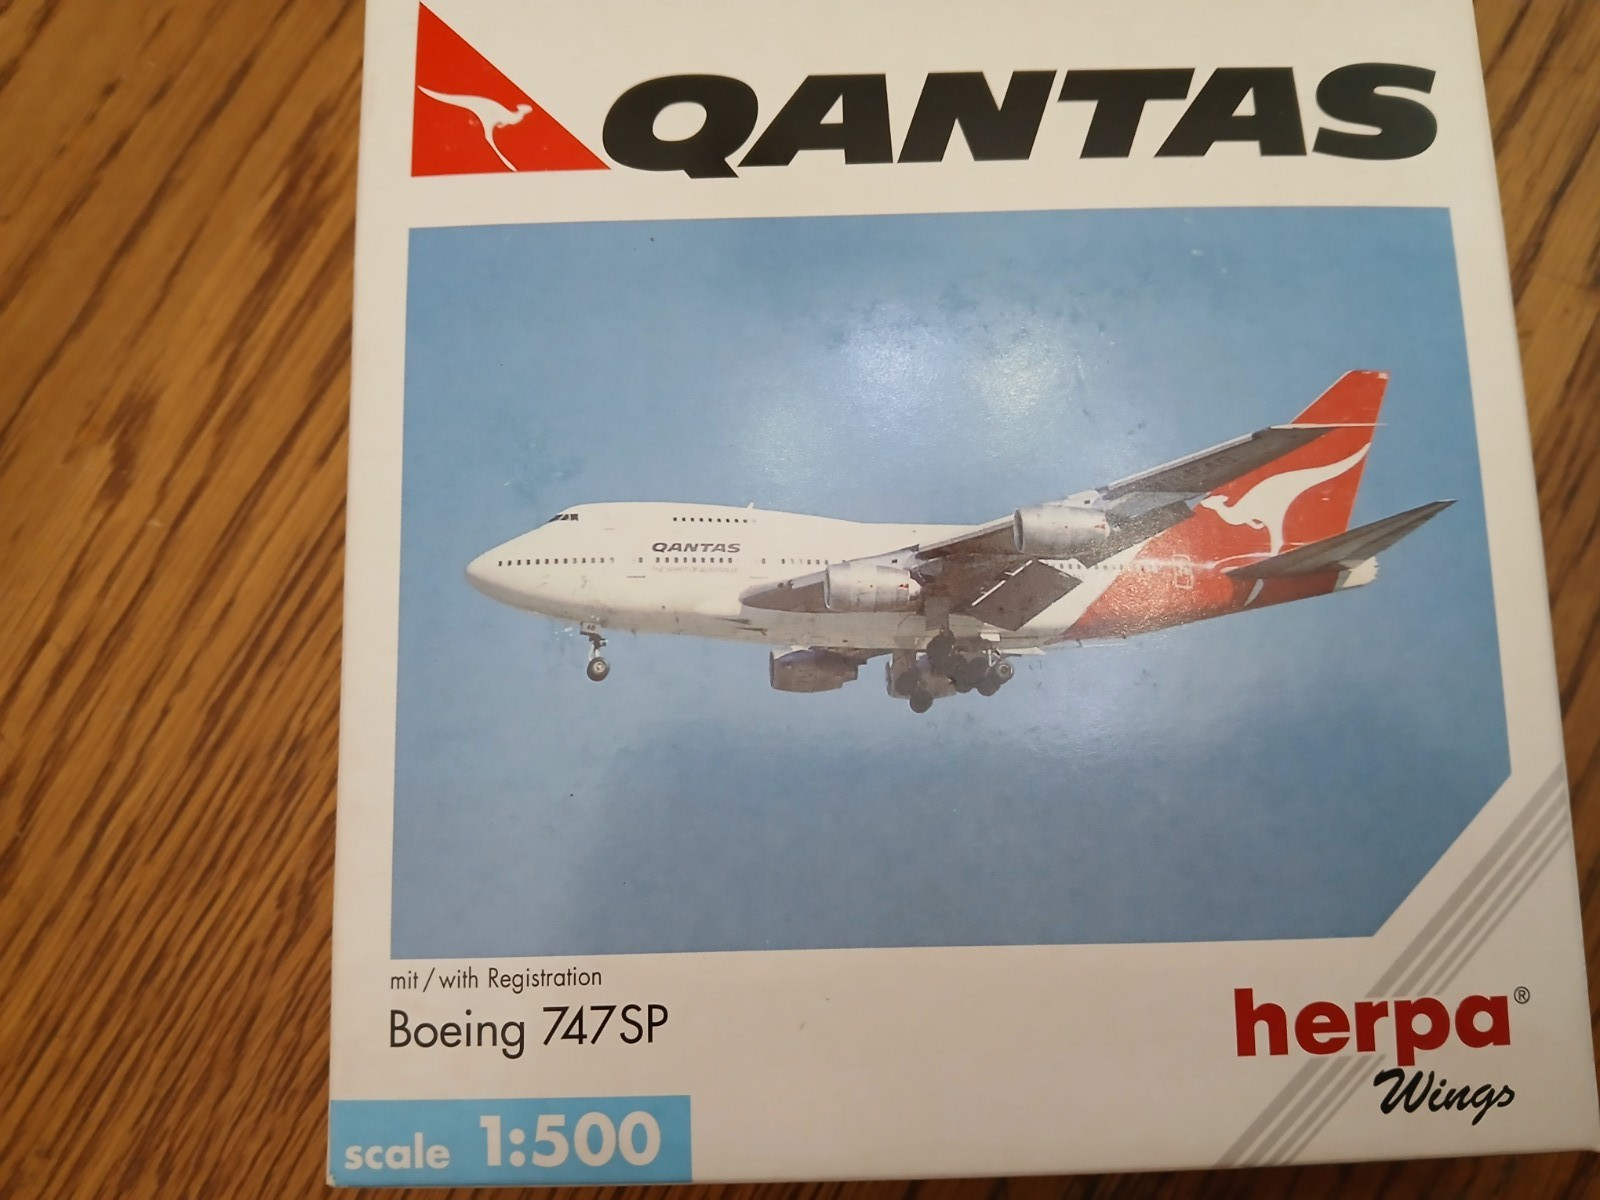 QANTAS
QANTAS
mit / with Registration
Boeing 747SP
herpa®
Wings
scale 1:500